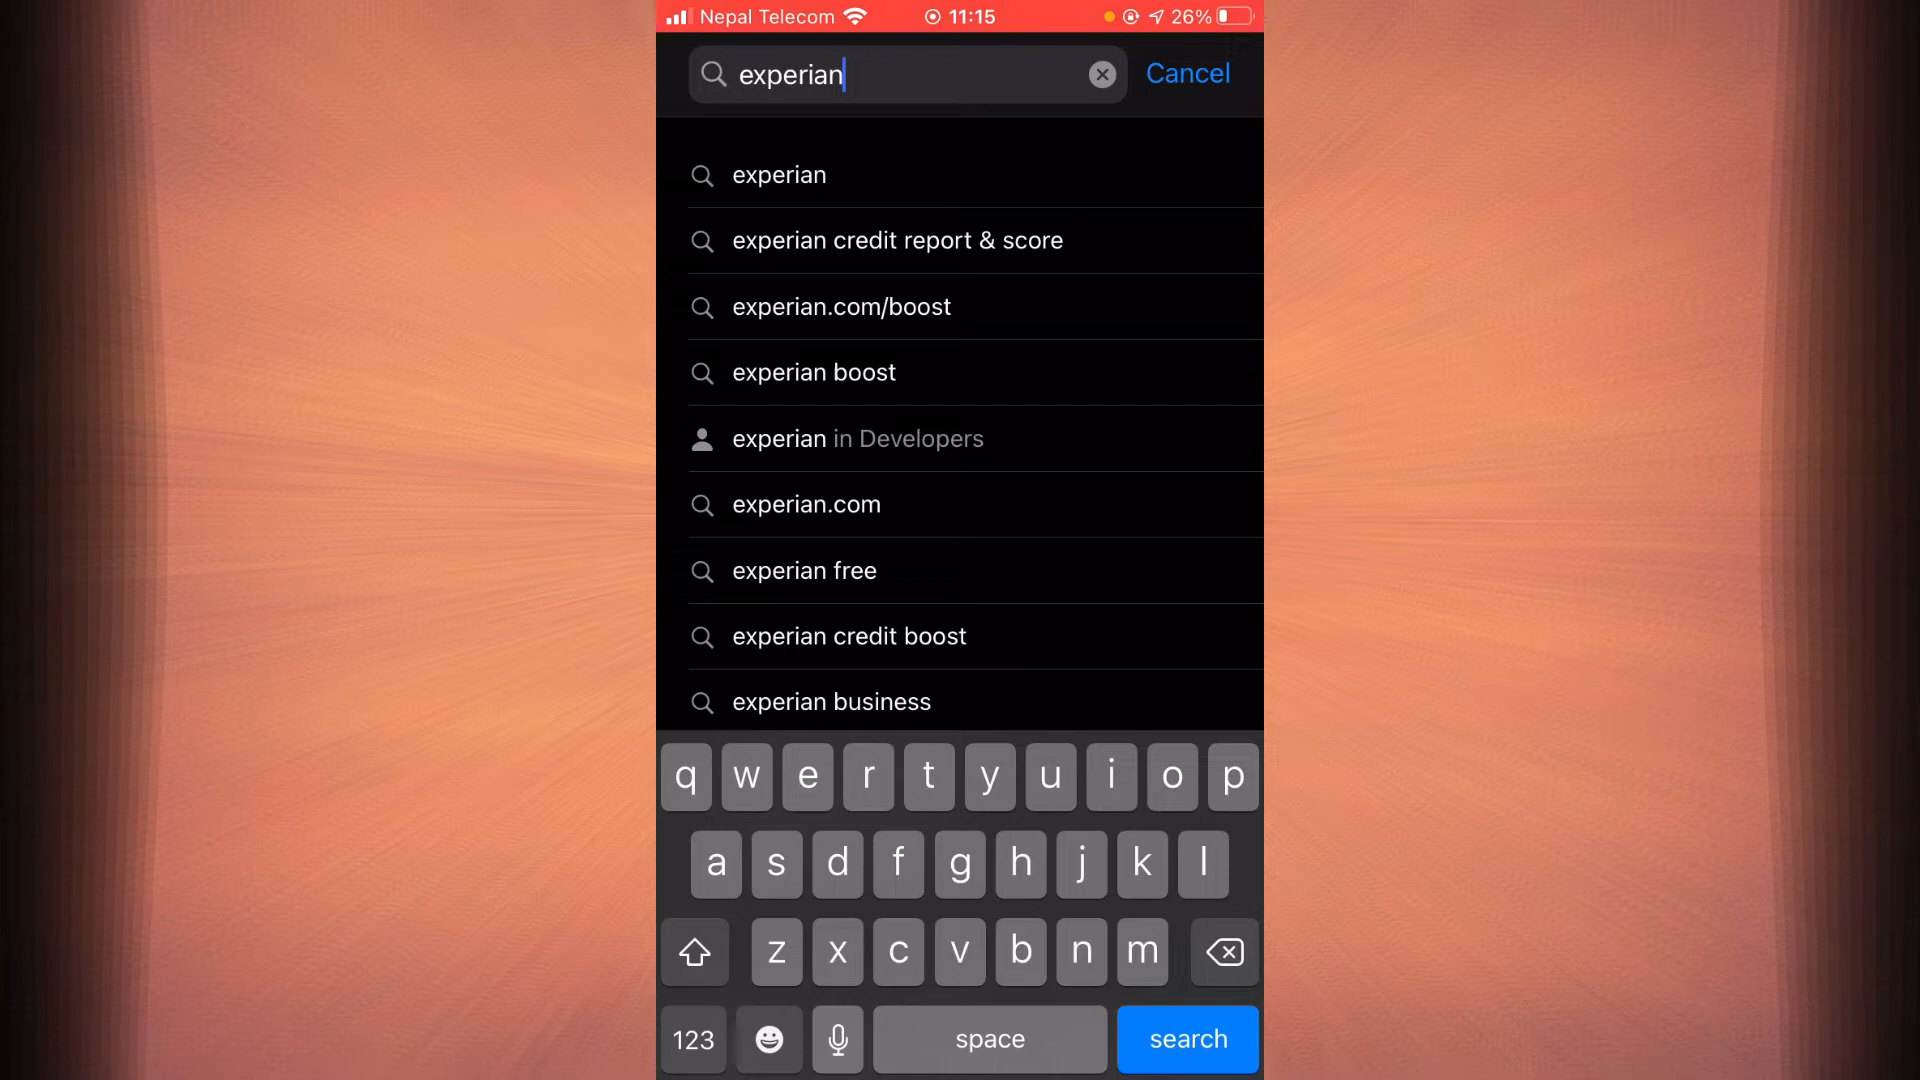 Nepal Telecom 11:15 26%
experian Cancel
experian
experian credit report & score
experian.com/boost
experian boost
experian in Developers
experian.com
experian free
experian credit boost
experian business
q w e r t y u i o p
a s d f g h j k l
z x c v b n m
123 space search